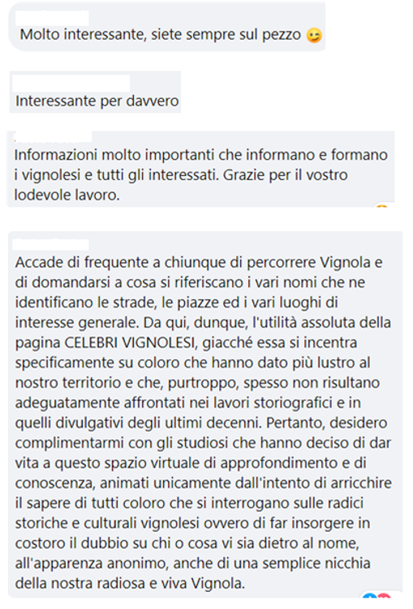 Molto interessante, siete sempre sul pezzo 😉
Interessante per davvero
Informazioni molto importanti che informano e formano
i vignolesi e tutti gli interessati. Grazie per il vostro
lodevole lavoro.
Accade di frequente a chiunque di percorrere Vignola e
di domandarsi a cosa si riferiscano i vari nomi che ne
identificano le strade, le piazze ed i vari luoghi di
interesse generale. Da qui, dunque, l'utilità assoluta della
pagina CELEBRI VIGNOLESI, giacché essa si incentra
specificamente su coloro che hanno dato più lustro al
nostro territorio e che, purtroppo, spesso non risultano
adeguatamente affrontati nei lavori storiografici e in
quelli divulgativi degli ultimi decenni. Pertanto, desidero
complimentarmi con gli studiosi che hanno deciso di dar
vita a questo spazio virtuale di approfondimento e di
conoscenza, animati unicamente dall'intento di arricchire
il sapere di tutti coloro che si interrogano sulle radici
storiche e culturali vignolesi ovvero di far insorgere in
costoro il dubbio su chi o cosa vi sia dietro al nome,
all'apparenza anonimo, anche di una semplice nicchia
della nostra radiosa e viva Vignola.